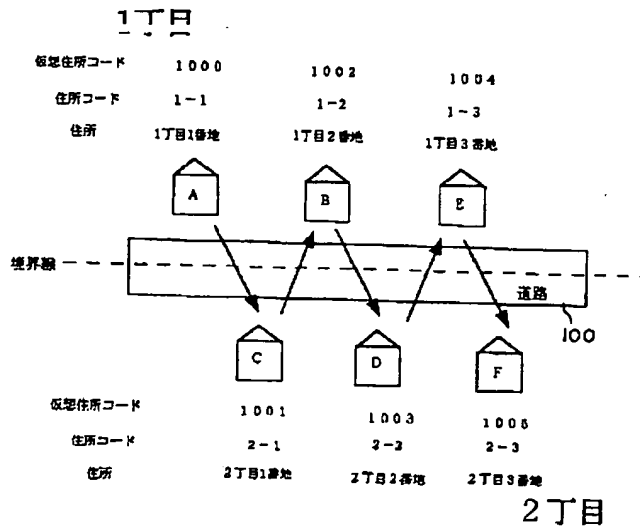 1丁目
仮想住所コード 1000 1002 1004
住所コード 1-1 1-2 1-3
住所 1丁目1番地 1丁目2番地 1丁目3番地
A B E
境界線
道路
100
C D F
仮想住所コード 1001 1003 1005
住所コード 2-1 2-2 2-3
住所 2丁目1番地 2丁目2番地 2丁目3番地
2丁目